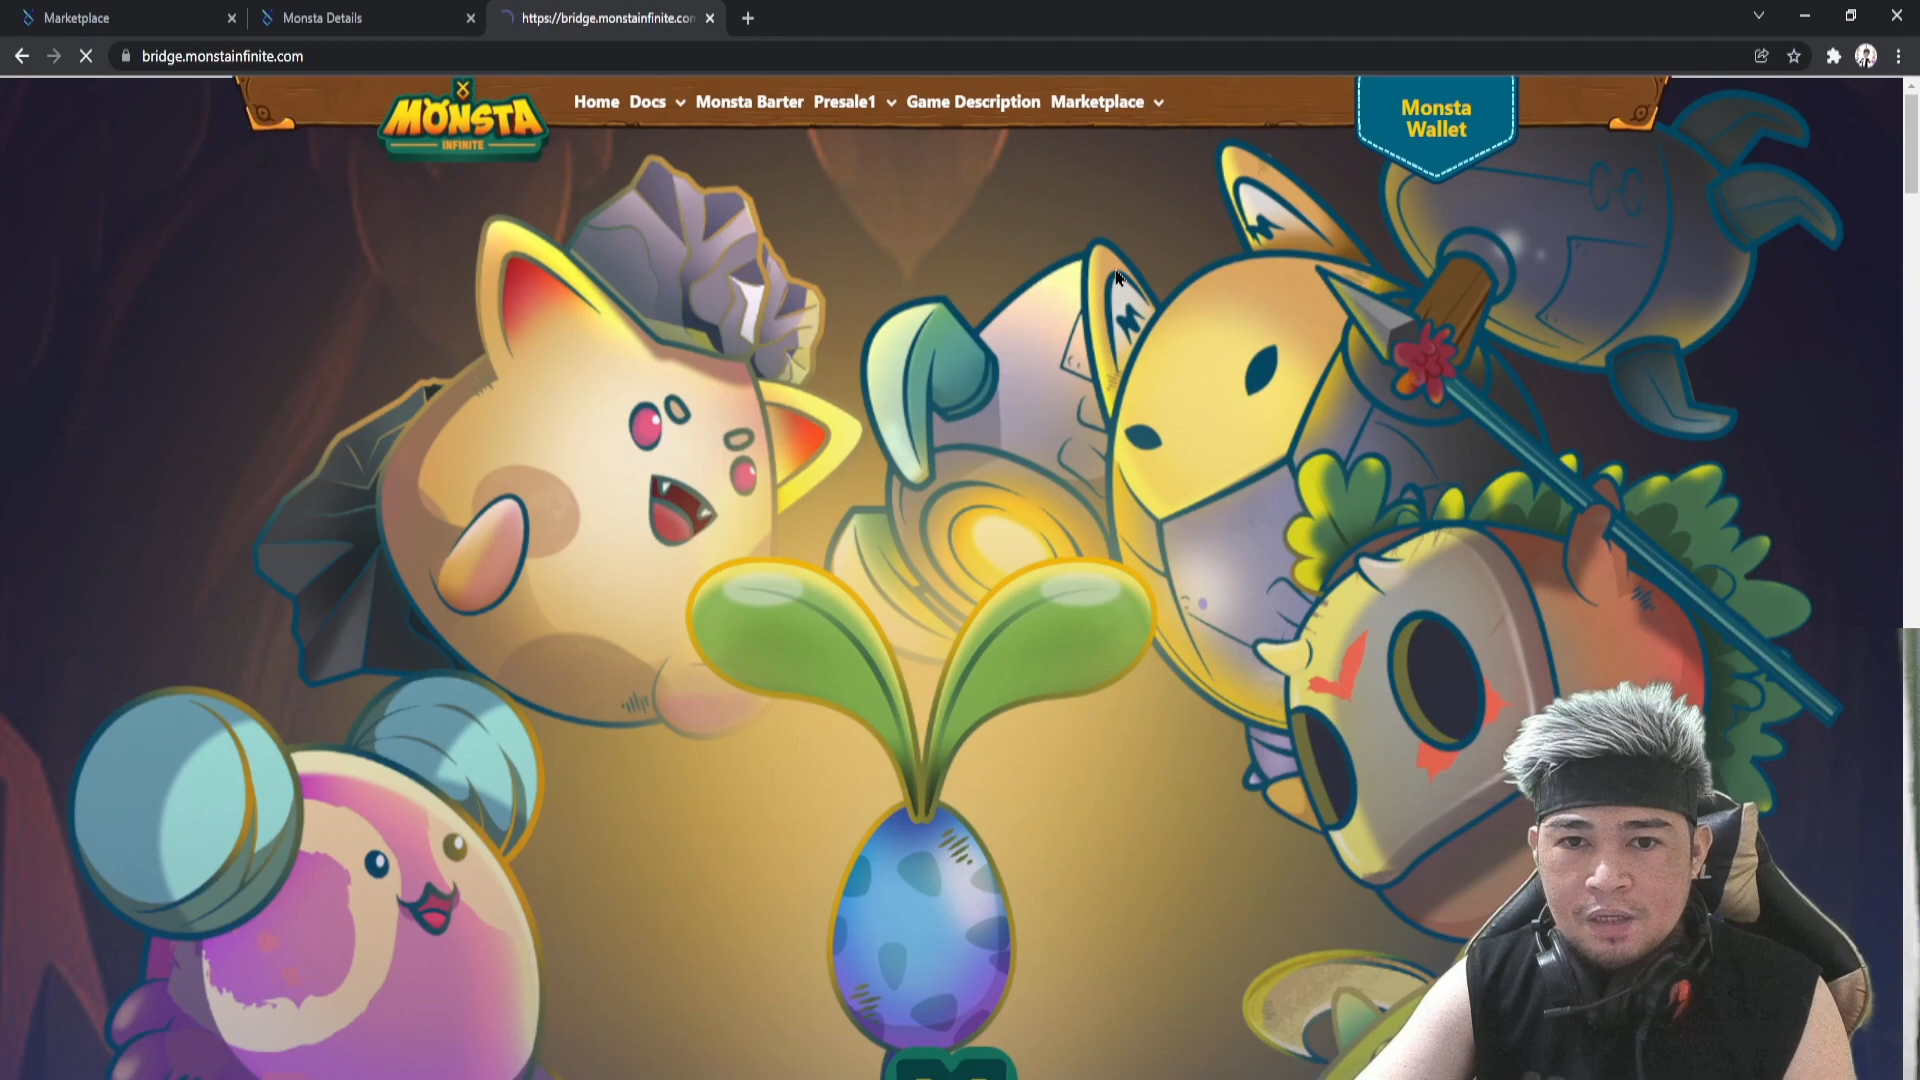 Marketplace
Monsta Details
https://bridge.monstainfinite.con
bridge.monstainfinite.com
MONSTA
INFINITE
Home Docs Monsta Barter Presale1 Game Description Marketplace
Monsta
Wallet